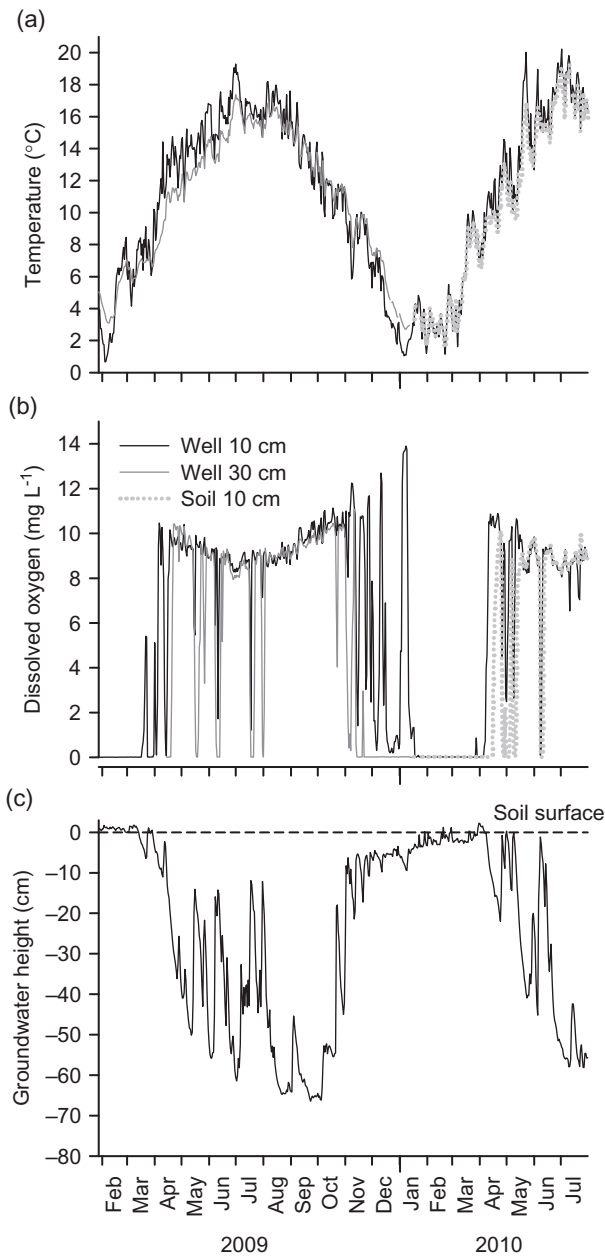 (a)
20
18
16
14
12
10
8
6
4
2
0
Temperature (°C)
(b)
14
12
10
8
6
4
2
0
Dissolved oxygen (mg L⁻¹)
Well 10 cm
Well 30 cm
Soil 10 cm
(c)
Soil surface
0
–10
–20
–30
–40
–50
–60
–70
–80
Groundwater height (cm)
Feb Mar Apr May Jun Jul Aug Sep Oct Nov Dec Jan Feb Mar Apr May Jun Jul
2009 2010